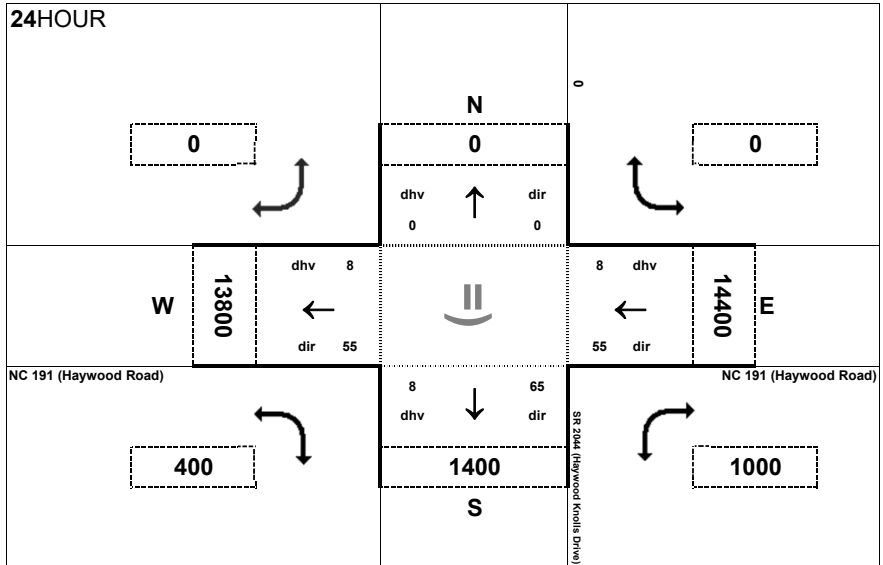 24HOUR
0
N
0
0
0
dhv
dir
0
0
dhv 8
8 dhv
W
13800
14400
E
dir 55
55 dir
NC 191 (Haywood Road)
NC 191 (Haywood Road)
8
65
dhv
dir
SR 2044 (Haywood Knolls Drive)
400
1400
1000
S